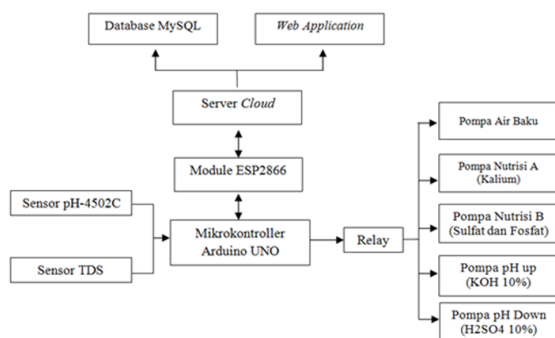 Database MySQL
Web Application
Server Cloud
Pompa Air Baku
Module ESP2866
Pompa Nutrisi A
(Kalium)
Sensor pH-4502C
Mikrokontroller
Arduino UNO
Relay
Pompa Nutrisi B
(Sulfat dan Fosfat)
Sensor TDS
Pompa pH up
(KOH 10%)
Pompa pH Down
(H2SO4 10%)